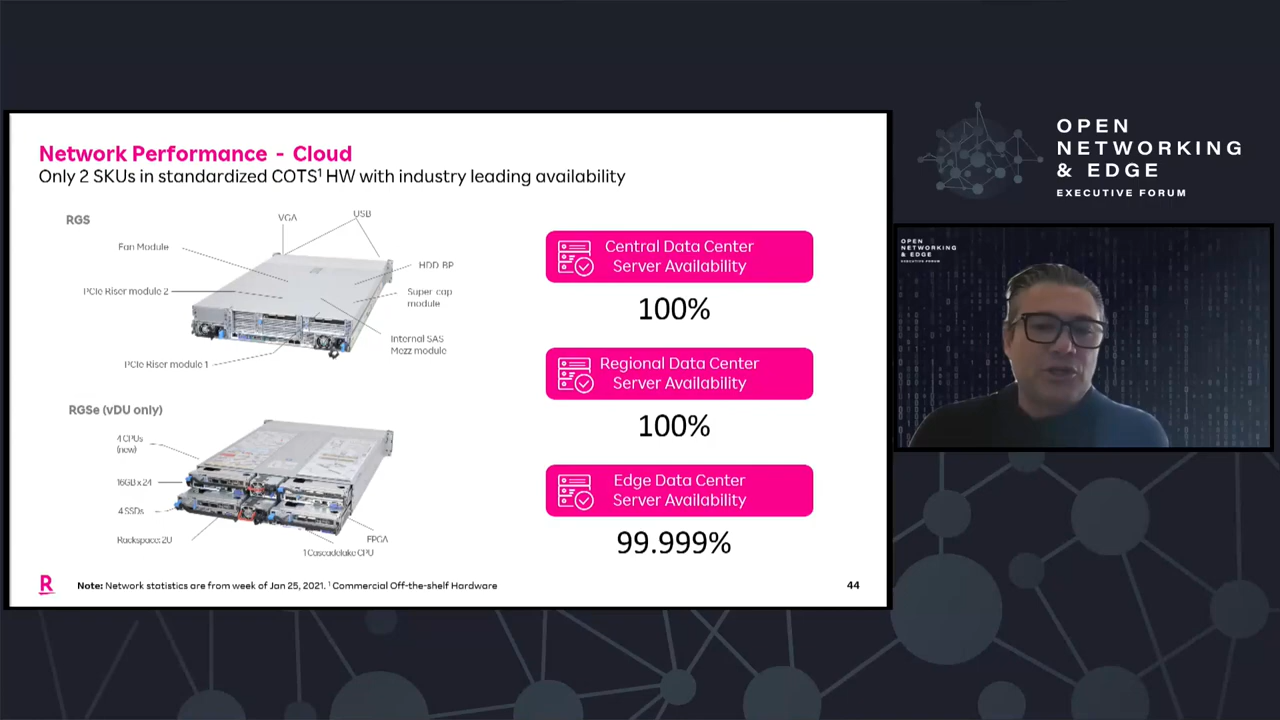 Network Performance - Cloud
Only 2 SKUs in standardized COTS¹ HW with industry leading availability
RGS
VGA
USB
Fan Module
HDD BP
PCIe Riser module 2
Super cap
module
Internal SAS
Mezz module
PCIe Riser module 1
RGSe (vDU only)
4 CPUs
(new)
16GB x 24
4 SSDs
Rackspace: 2U
FPGA
1 Cascadelake CPU
Central Data Center
Server Availability
100%
Regional Data Center
Server Availability
100%
Edge Data Center
Server Availability
99.999%
R
Note: Network statistics are from week of Jan 25, 2021. ¹ Commercial Off-the-shelf Hardware
44
OPEN
NETWORKING
& EDGE
EXECUTIVE FORUM
OPEN
NETWORKING
& EDGE
EXECUTIVE FORUM